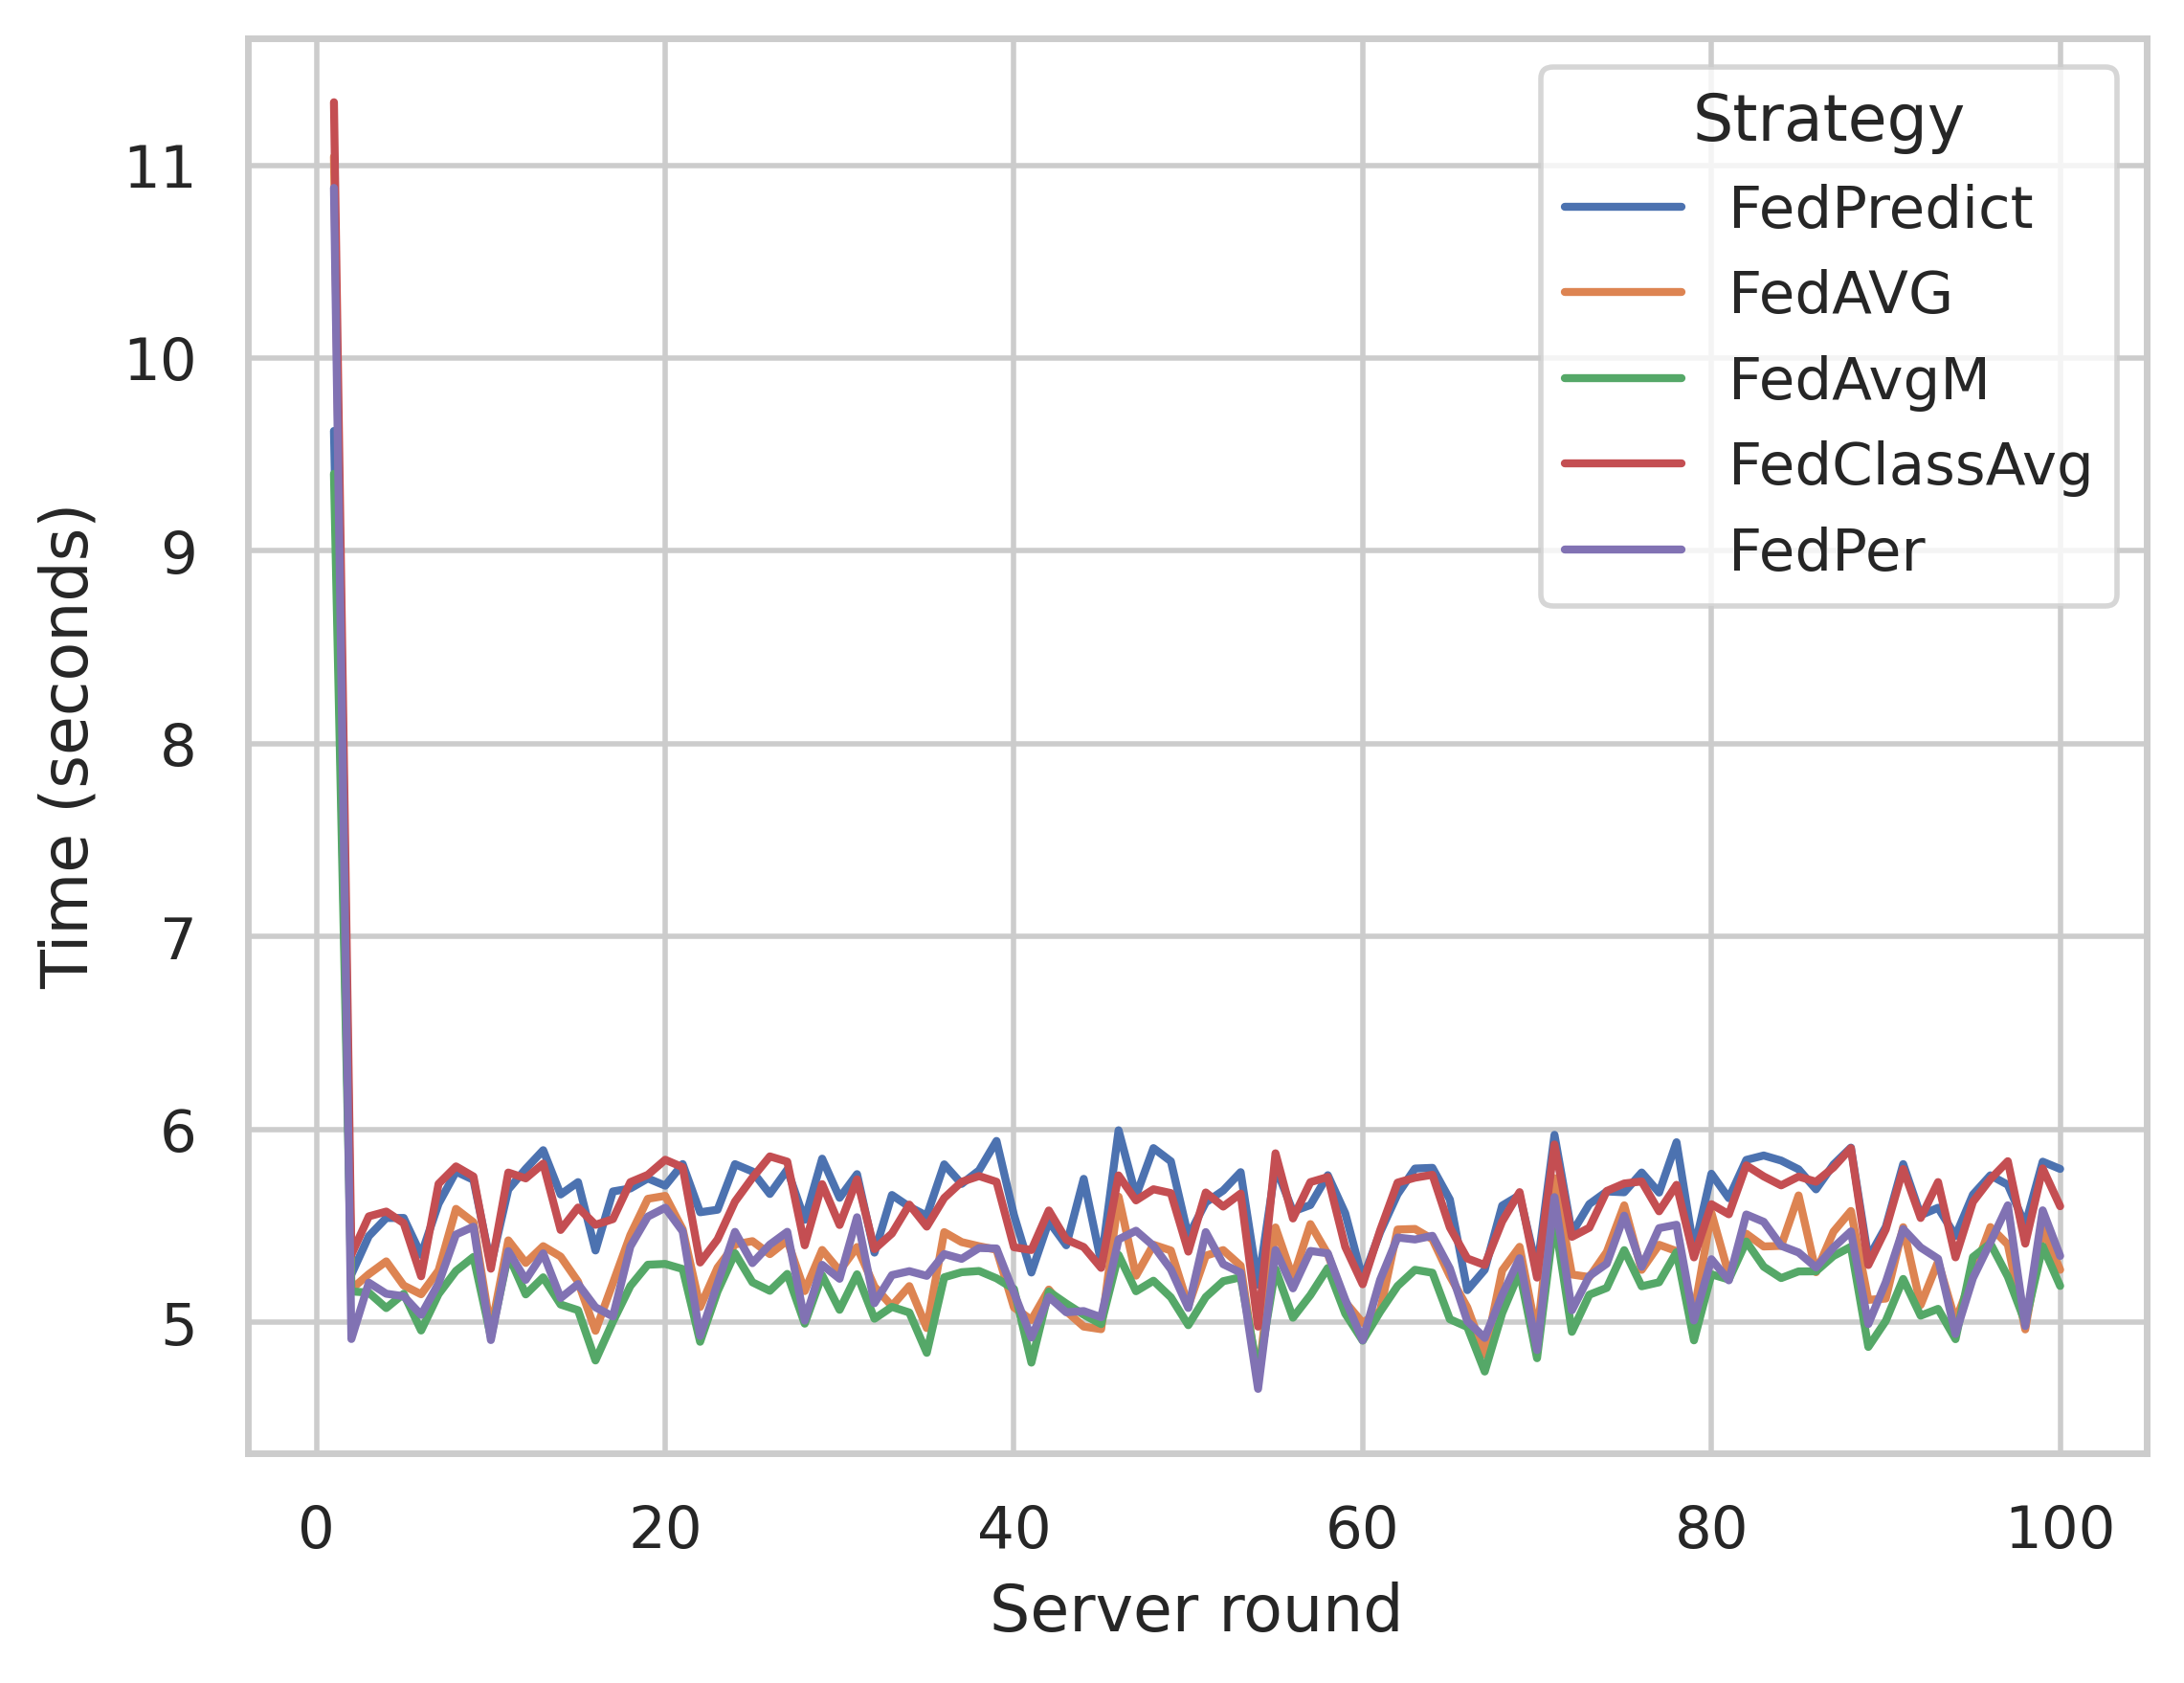 Strategy
FedPredict
FedAVG
FedAvgM
FedClassAvg
FedPer
11
10
9
8
7
6
5
Time (seconds)
0 20 40 60 80 100
Server round